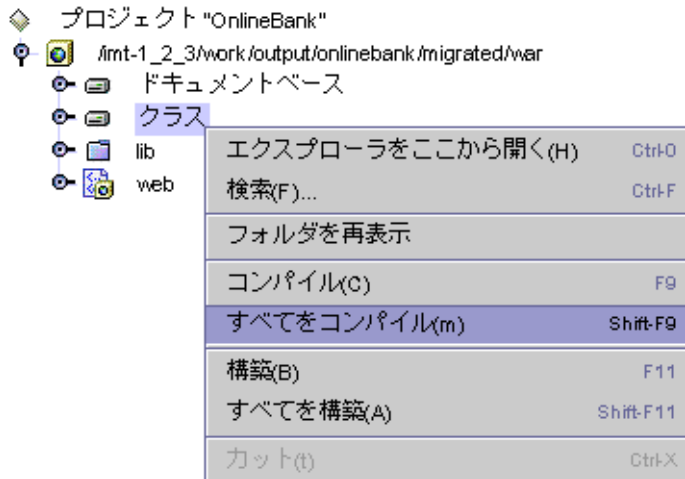 プロジェクト "OnlineBank"
/imt-1_2_3/work/output/onlinebank/migrated/war
ドキュメントベース
クラス
lib
web
エクスプローラをここから開く(H) Ctrl-O
検索(F)... Ctrl-F
フォルダを再表示
コンパイル(C) F9
すべてをコンパイル(m) Shift-F9
構築(B) F11
すべてを構築(A) Shift-F11
カット(t) Ctrl-X